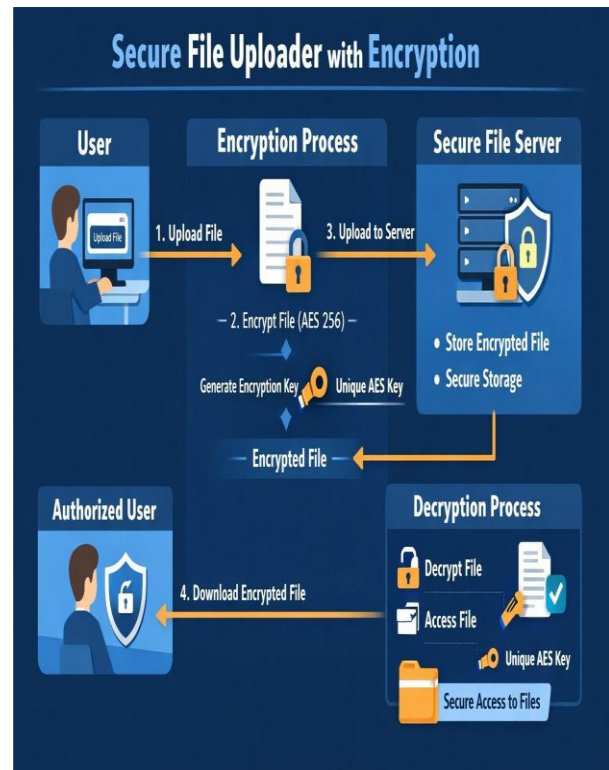 Secure File Uploader with Encryption
User
Upload File
1. Upload File
Encryption Process
2. Encrypt File (AES 256)
Generate Encryption Key
Unique AES Key
Encrypted File
3. Upload to Server
Secure File Server
• Store Encrypted File
• Secure Storage
Authorized User
4. Download Encrypted File
Decryption Process
Decrypt File
Access File
Unique AES Key
Secure Access to Files